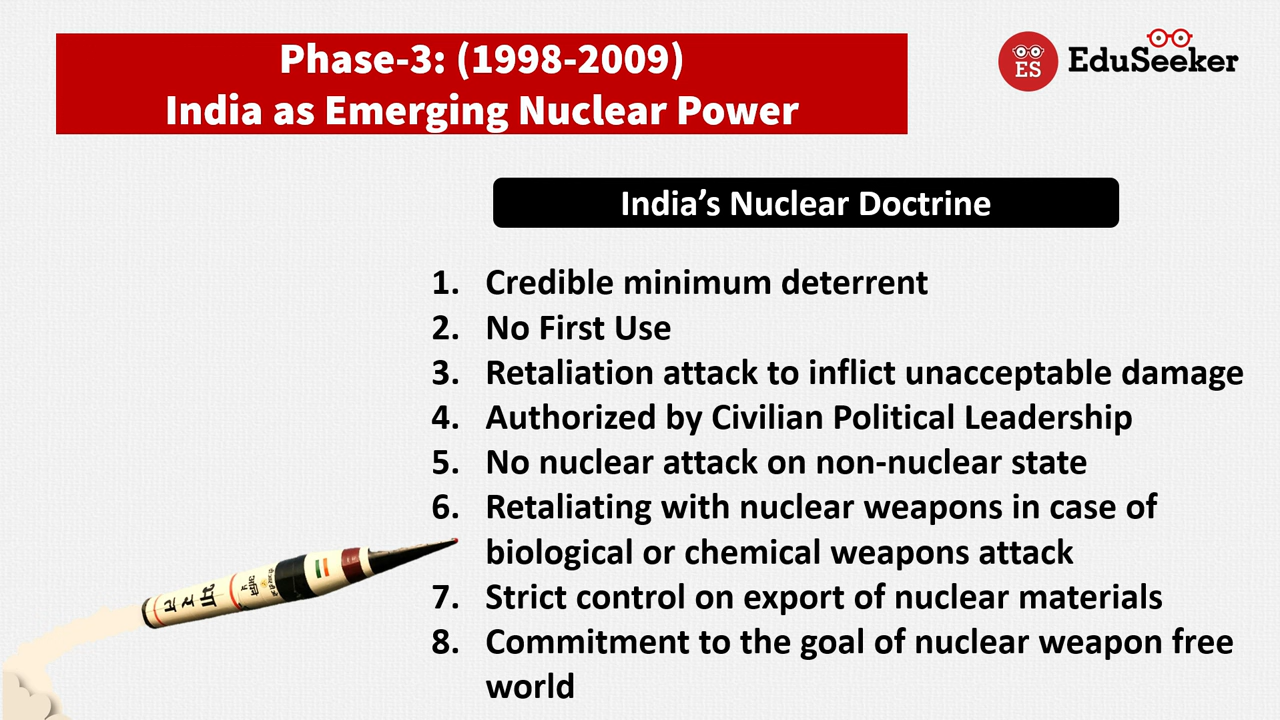 Phase-3: (1998-2009)
India as Emerging Nuclear Power
ES
EduSeeker
India’s Nuclear Doctrine
1. Credible minimum deterrent
2. No First Use
3. Retaliation attack to inflict unacceptable damage
4. Authorized by Civilian Political Leadership
5. No nuclear attack on non-nuclear state
6. Retaliating with nuclear weapons in case of
biological or chemical weapons attack
7. Strict control on export of nuclear materials
8. Commitment to the goal of nuclear weapon free
world
भारत